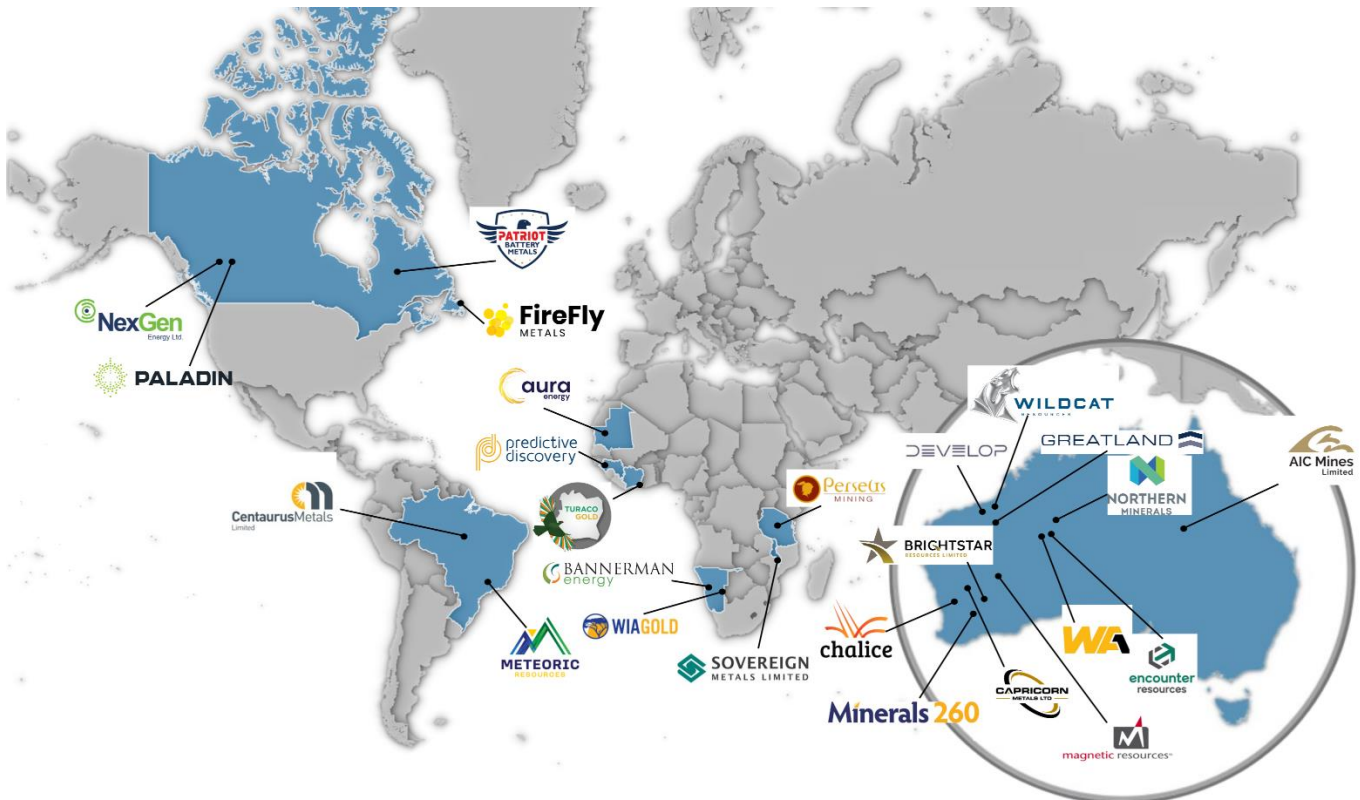 PATRIOT
BATTERY
METALS
NexGen
Energy Ltd.
FireFly
METALS
PALADIN
aura
energy
predictive
discovery
CentaurusMetals
Limited
TURACO
GOLD
Perseus
MINING
BANNERMAN
energy
WIAGOLD
METEORIC
RESOURCES
SOVEREIGN
METALS LIMITED
WILDCAT
RESOURCES
DEVELOP
GREATLAND
AIC Mines
Limited
NORTHERN
MINERALS
BRIGHTSTAR
RESOURCES LIMITED
chalice
WA
encounter
resources
CAPRICORN
METALS LTD
Minerals 260
magnetic resources